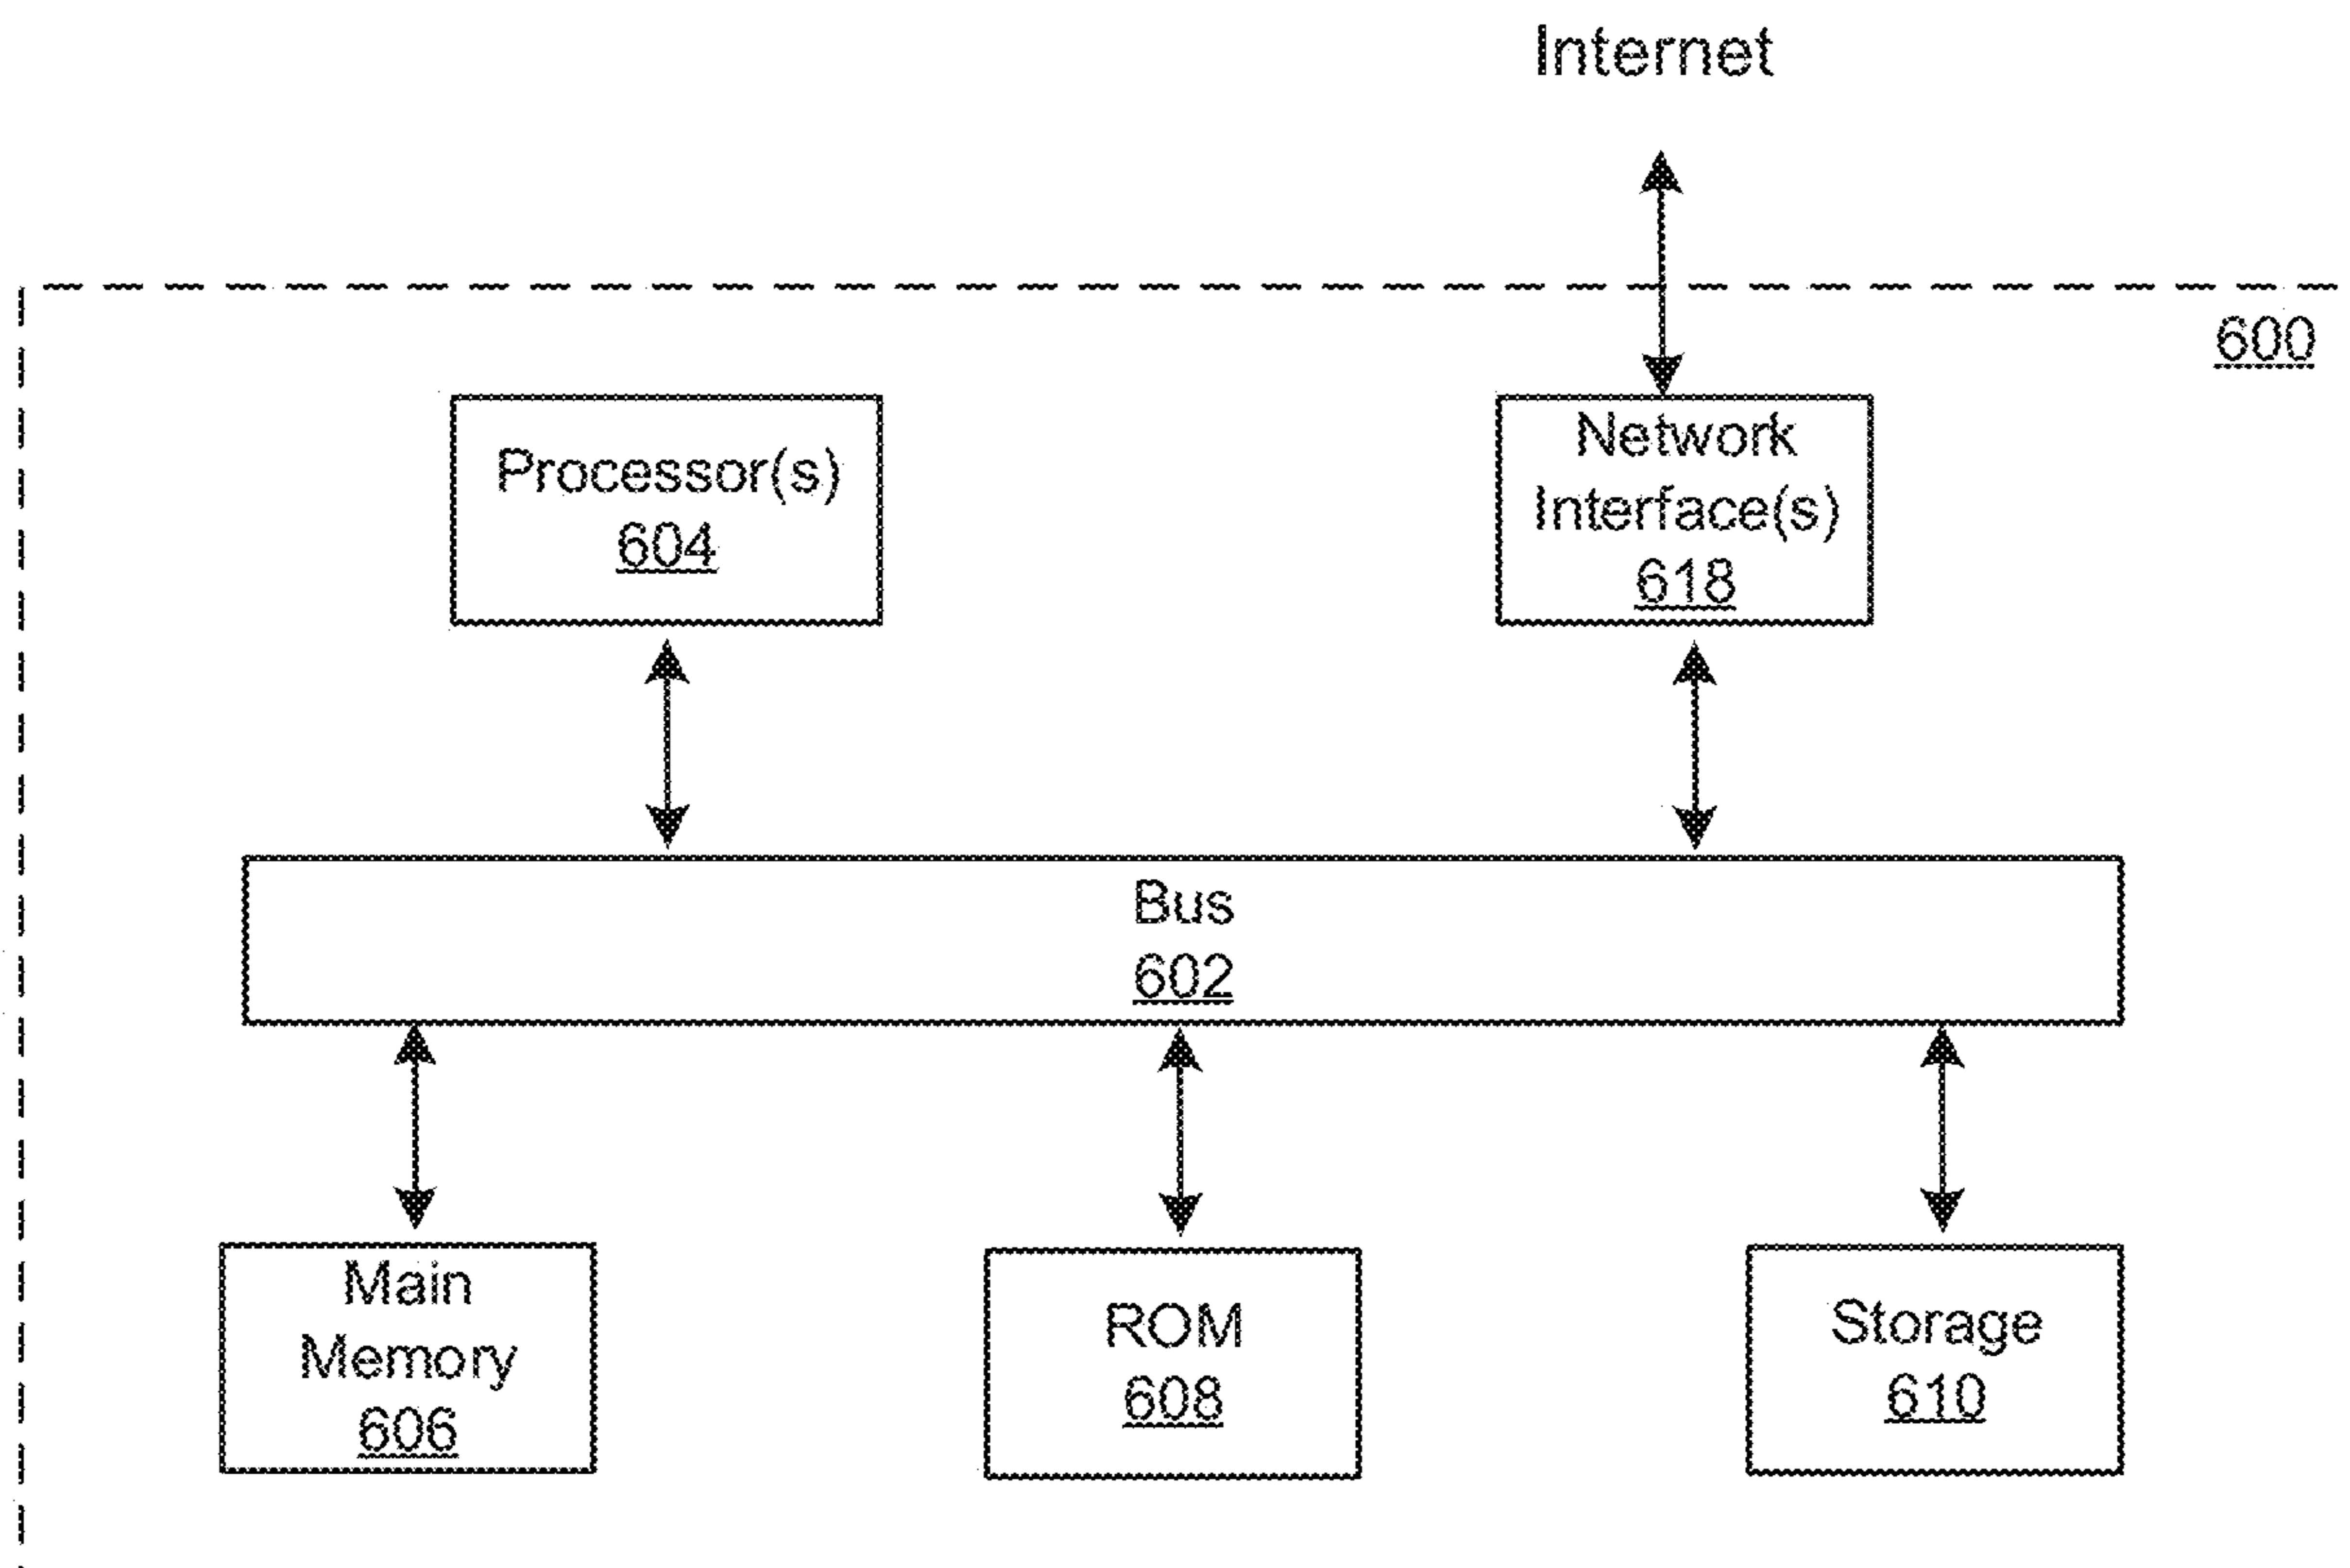 Internet
600
Processor(s)
604
Network
Interface(s)
618
Bus
602
Main
Memory
606
ROM
608
Storage
610